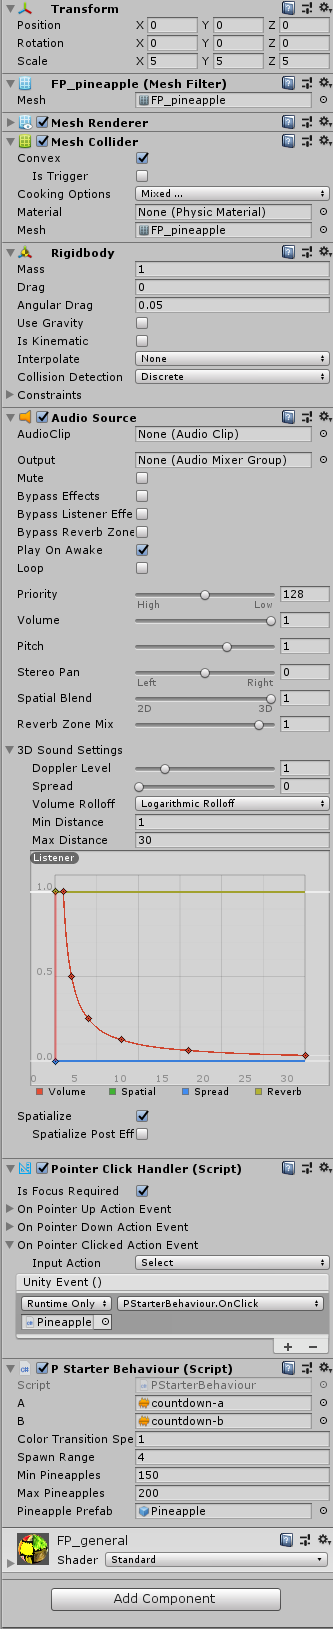 Transform
Position X 0 Y 0 Z 0
Rotation X 0 Y 0 Z 0
Scale X 5 Y 5 Z 5
FP_pineapple (Mesh Filter)
Mesh FP_pineapple
Mesh Renderer
Mesh Collider
Convex
Is Trigger
Cooking Options Mixed ...
Material None (Physic Material)
Mesh FP_pineapple
Rigidbody
Mass 1
Drag 0
Angular Drag 0.05
Use Gravity
Is Kinematic
Interpolate None
Collision Detection Discrete
Constraints
Audio Source
AudioClip None (Audio Clip)
Output None (Audio Mixer Group)
Mute
Bypass Effects
Bypass Listener Effe
Bypass Reverb Zone
Play On Awake
Loop
Priority 128
High Low
Volume 1
Pitch 1
Stereo Pan 0
Left Right
Spatial Blend 1
2D 3D
Reverb Zone Mix 1
3D Sound Settings
Doppler Level 1
Spread 0
Volume Rolloff Logarithmic Rolloff
Min Distance 1
Max Distance 30
Listener
1.0
0.5
0.0
0 5 10 15 20 25 30
Volume Spatial Spread Reverb
Spatialize
Spatialize Post Eff
Pointer Click Handler (Script)
Is Focus Required
On Pointer Up Action Event
On Pointer Down Action Event
On Pointer Clicked Action Event
Input Action Select
Unity Event ()
Runtime Only PStarterBehaviour.OnClick
Pineapple
+ −
P Starter Behaviour (Script)
Script PStarterBehaviour
A countdown-a
B countdown-b
Color Transition Spe 1
Spawn Range 4
Min Pineapples 150
Max Pineapples 200
Pineapple Prefab Pineapple
FP_general
Shader Standard
Add Component